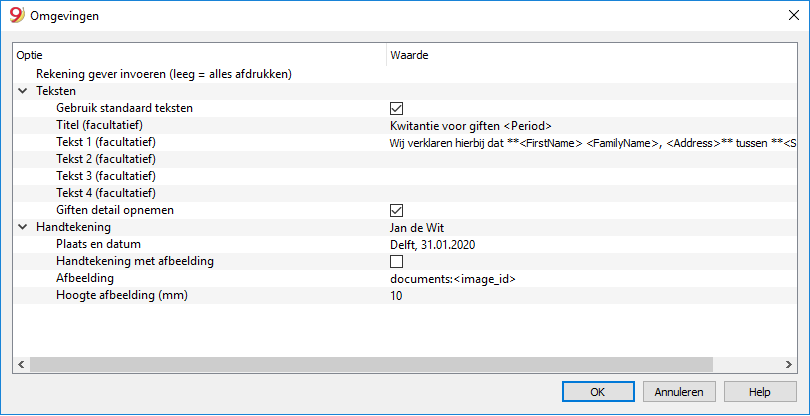 Omgevingen
Optie Waarde
Rekening gever invoeren (leeg = alles afdrukken)
Teksten
Gebruik standaard teksten
Titel (facultatief) Kwitantie voor giften <Period>
Tekst 1 (facultatief) Wij verklaren hierbij dat **<FirstName> <FamilyName>, <Address>** tussen **<S
Tekst 2 (facultatief)
Tekst 3 (facultatief)
Tekst 4 (facultatief)
Giften detail opnemen
Handtekening Jan de Wit
Plaats en datum Delft, 31.01.2020
Handtekening met afbeelding
Afbeelding documents:<image_id>
Hoogte afbeelding (mm) 10
OK Annuleren Help